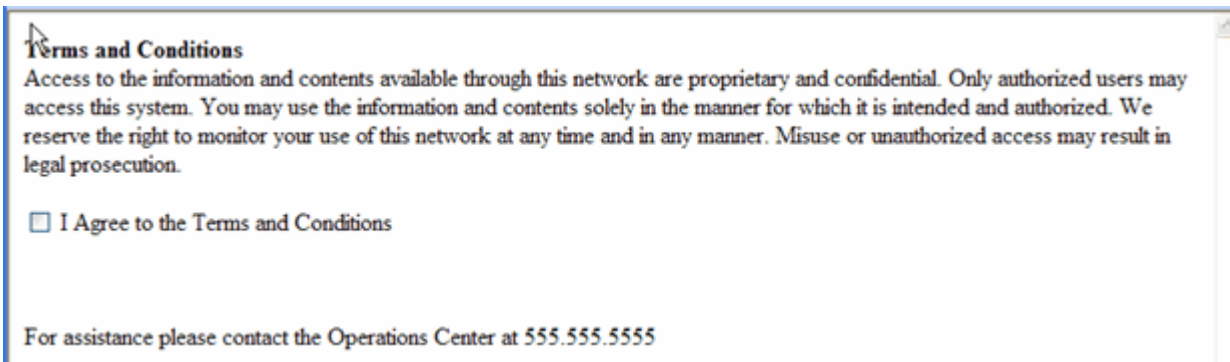 Terms and Conditions
Access to the information and contents available through this network are proprietary and confidential. Only authorized users may
access this system. You may use the information and contents solely in the manner for which it is intended and authorized. We
reserve the right to monitor your use of this network at any time and in any manner. Misuse or unauthorized access may result in
legal prosecution.
I Agree to the Terms and Conditions
For assistance please contact the Operations Center at 555.555.5555